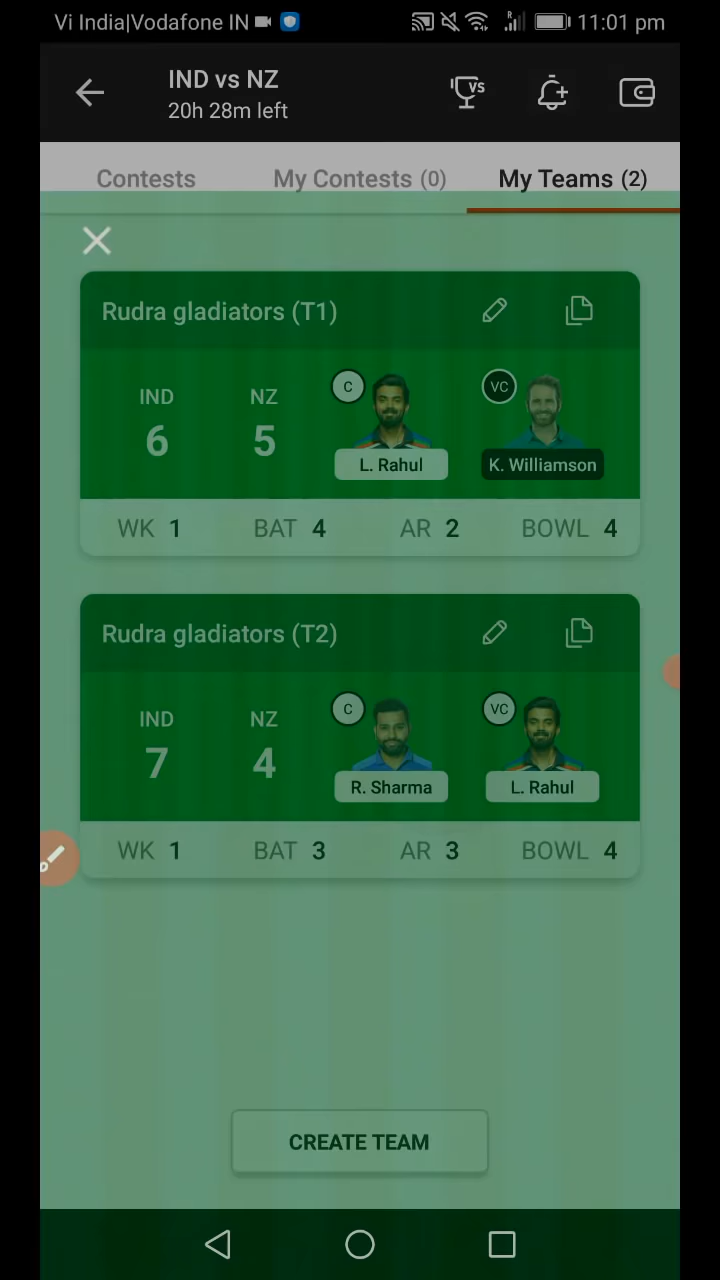 Vi India|Vodafone IN
R
11:01 pm
IND vs NZ
20h 28m left
VS
Contests
My Contests (0)
My Teams (2)
Rudra gladiators (T1)
IND
NZ
C
VC
6
5
L. Rahul
K. Williamson
WK 1
BAT 4
AR 2
BOWL 4
Rudra gladiators (T2)
IND
NZ
C
VC
7
4
R. Sharma
L. Rahul
WK 1
BAT 3
AR 3
BOWL 4
CREATE TEAM